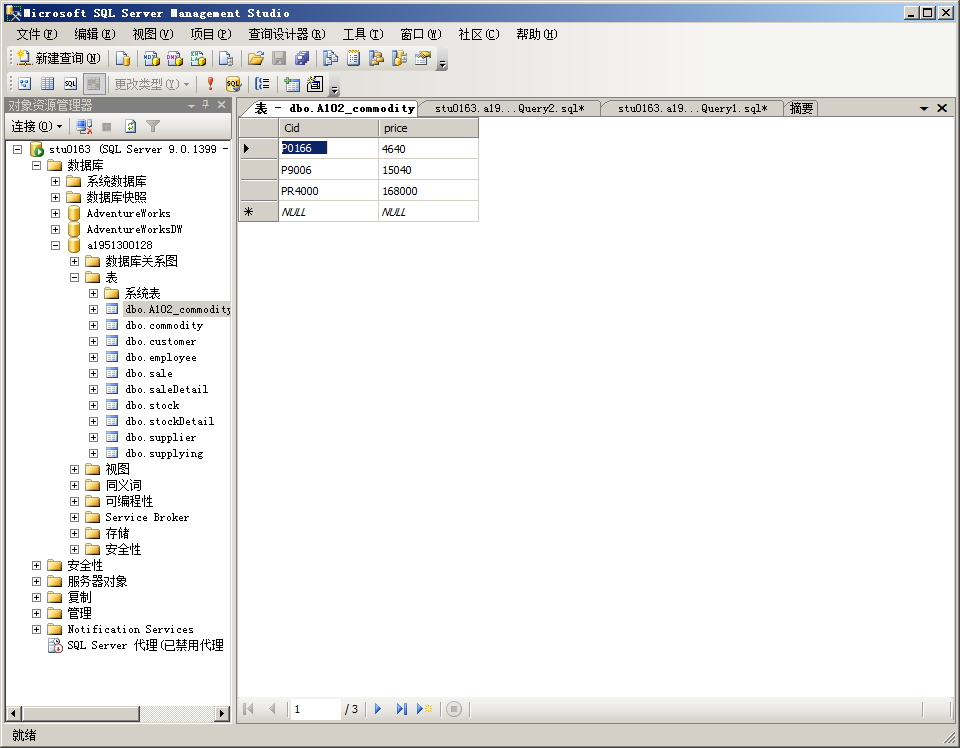 Microsoft SQL Server Management Studio
文件(F) 编辑(E) 视图(V) 项目(P) 查询设计器(R) 工具(T) 窗口(W) 社区(C) 帮助(H)
新建查询(N)
更改类型(Y)
对象资源管理器
连接(O)
stu0163 (SQL Server 9.0.1399 -
数据库
系统数据库
数据库快照
AdventureWorks
AdventureWorksDW
a1951300128
数据库关系图
表
系统表
dbo.A102_commodity
dbo.commodity
dbo.customer
dbo.employee
dbo.sale
dbo.saleDetail
dbo.stock
dbo.stockDetail
dbo.supplier
dbo.supplying
视图
同义词
可编程性
Service Broker
存储
安全性
安全性
服务器对象
复制
管理
Notification Services
SQL Server 代理(已禁用代理
表 - dbo.A102_commodity stu0163.a19...Query2.sql* stu0163.a19...Query1.sql* 摘要
Cid price
P0166 4640
P9006 15040
PR4000 168000
NULL NULL
1 / 3
就绪